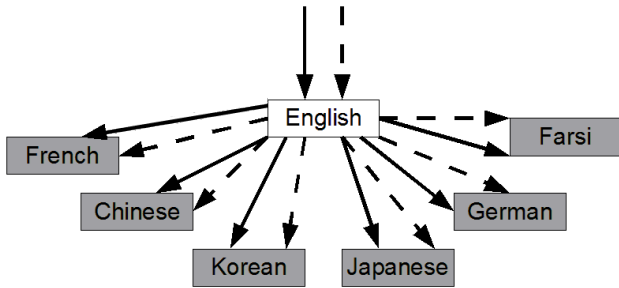 English
French
Farsi
Chinese
German
Korean
Japanese